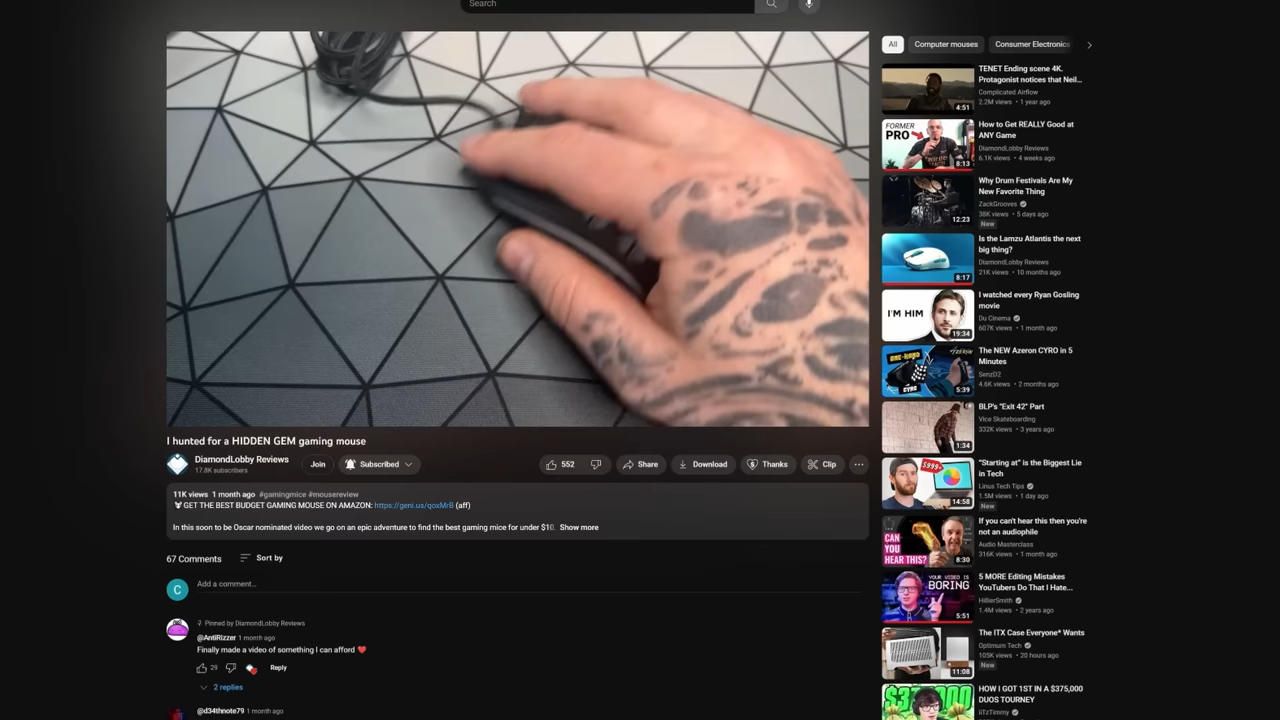 Search
I hunted for a HIDDEN GEM gaming mouse
DiamondLobby Reviews
17.8K subscribers
Join
Subscribed
552
Share
Download
Thanks
Clip
11K views 1 month ago #gamingmice #mousereview
GET THE BEST BUDGET GAMING MOUSE ON AMAZON: https://geni.us/qoxMrB (aff)
In this soon to be Oscar nominated video we go on an epic adventure to find the best gaming mice for under $10. Show more
67 Comments
Sort by
C
Add a comment...
Pinned by DiamondLobby Reviews
@AntiRizzer 1 month ago
Finally made a video of something I can afford ❤️
29
Reply
2 replies
@d34thnote79 1 month ago
All
Computer mouses
Consumer Electronics
TENET Ending scene 4K.
Protagonist notices that Neil...
Complicated Airflow
2.2M views • 1 year ago
4:51
FORMER
PRO
How to Get REALLY Good at
ANY Game
DiamondLobby Reviews
6.1K views • 4 weeks ago
8:13
Why Drum Festivals Are My
New Favorite Thing
ZackGrooves
38K views • 5 days ago
New
12:23
Is the Lamzu Atlantis the next
big thing?
DiamondLobby Reviews
21K views • 10 months ago
8:17
I'M HIM
I watched every Ryan Gosling
movie
Du Cinema
607K views • 1 month ago
19:34
The NEW Azeron CYRO in 5
Minutes
SenzD2
4.6K views • 2 months ago
5:39
BLP's "Exit 42" Part
Vice Skateboarding
332K views • 3 years ago
1:34
$999+
"Starting at" is the Biggest Lie
in Tech
Linus Tech Tips
1.5M views • 1 day ago
New
14:58
CAN
YOU
HEAR THIS?
If you can't hear this then you're
not an audiophile
Audio Masterclass
316K views • 1 month ago
8:30
YOUR VIDEO IS
BORING
5 MORE Editing Mistakes
YouTubers Do That I Hate...
HillierSmith
1.4M views • 2 years ago
5:51
The ITX Case Everyone* Wants
Optimum Tech
105K views • 20 hours ago
New
11:08
HOW I GOT 1ST IN A $375,000
DUOS TOURNEY
iiTzTimmy